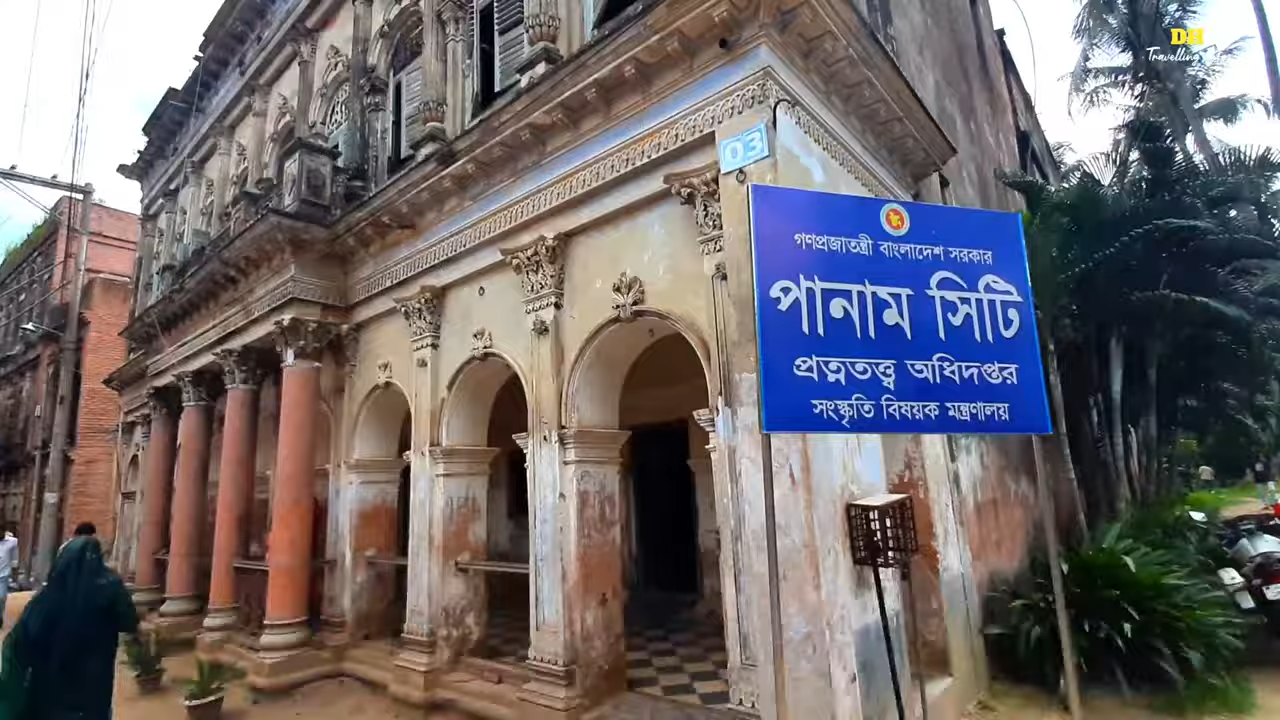 DH
Travelling
03
গণপ্রজাতন্ত্রী বাংলাদেশ সরকার
পানাম সিটি
প্রত্নতত্ত্ব অধিদপ্তর
সংস্কৃতি বিষয়ক মন্ত্রণালয়